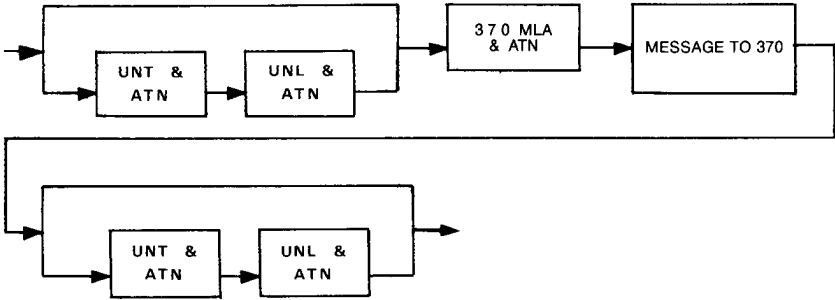 UNT &
ATN
UNL &
ATN
370 MLA
& ATN
MESSAGE TO 370
UNT &
ATN
UNL &
ATN